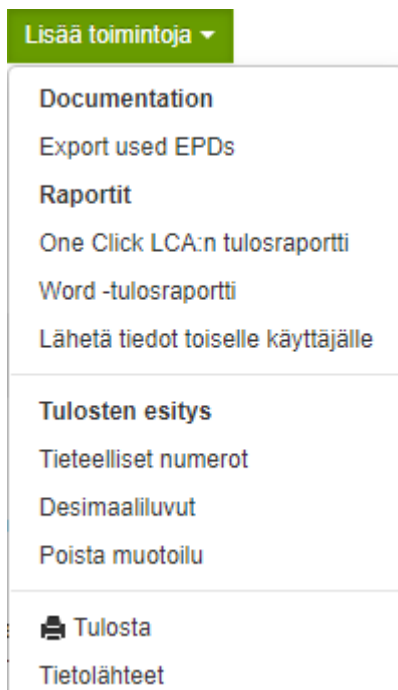 Lisää toimintoja
Documentation
Export used EPDs
Raportit
One Click LCA:n tulosraportti
Word -tulosraportti
Lähetä tiedot toiselle käyttäjälle
Tulosten esitys
Tieteelliset numerot
Desimaaliluvut
Poista muotoilu
Tulosta
Tietolähteet